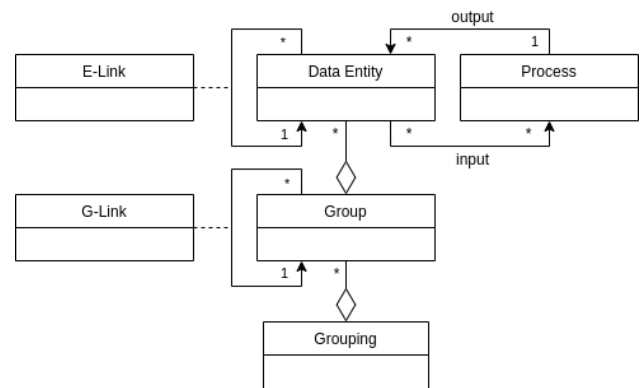 output
* * 1
E-Link Data Entity Process
1 * * *
input
*
G-Link Group
1 *
Grouping